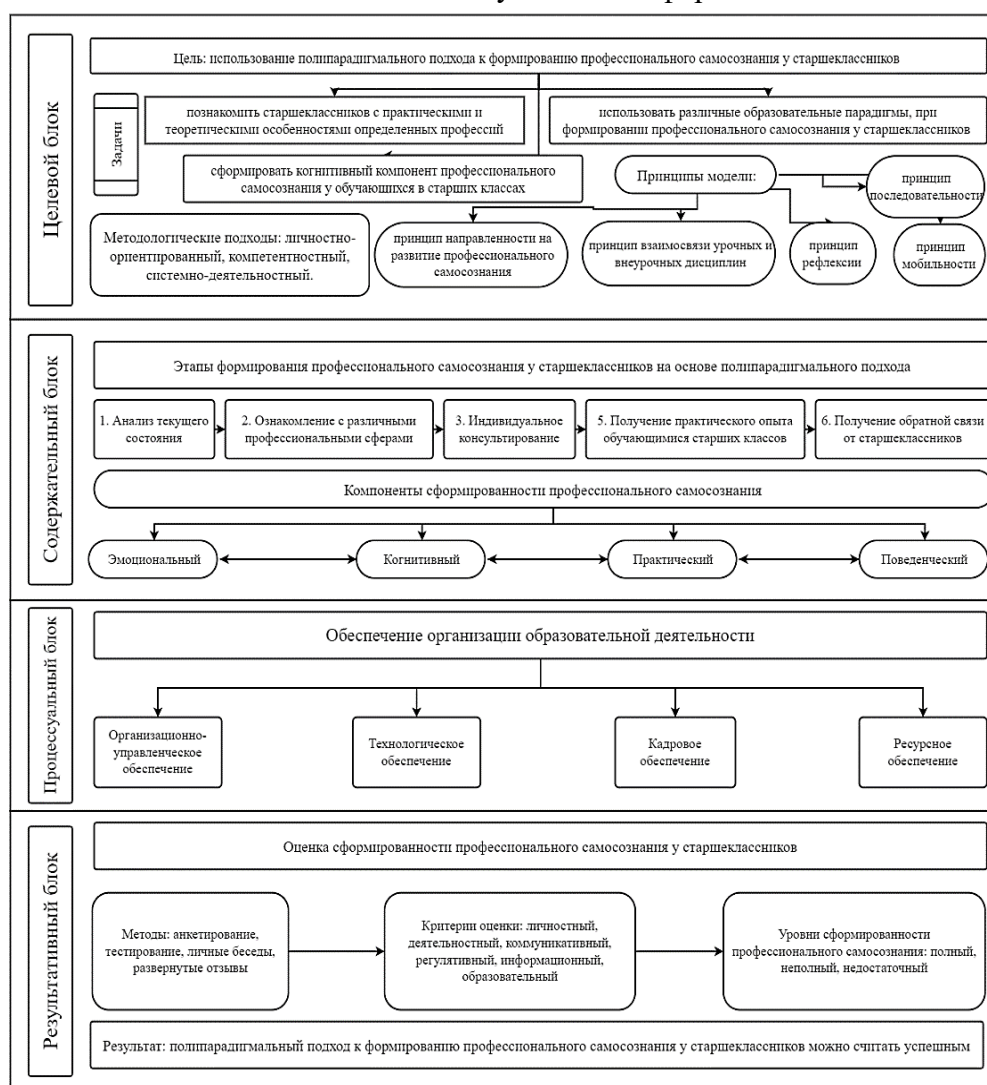 Целевой блок
Цель: использование полипарадигмального подхода к формированию профессионального самосознания у старшеклассников
Задачи
познакомить старшеклассников с практическими и
теоретическими особенностями определенных профессий
использовать различные образовательные парадигмы, при
формировании профессионального самосознания у старшеклассников
сформировать когнитивный компонент профессионального
самосознания у обучающихся в старших классах
Принципы модели:
принцип
последовательности
Методологические подходы: личностно-
ориентированный, компетентностный,
системно-деятельностный.
принцип направленности на
развитие профессионального
самосознания
принцип взаимосвязи урочных и
внеурочных дисциплин
принцип
рефлексии
принцип
мобильности
Содержательный блок
Этапы формирования профессионального самосознания у старшеклассников на основе полипарадигмального подхода
1. Анализ текущего
состояния
2. Ознакомление с различными
профессиональными сферами
3. Индивидуальное
консультирование
5. Получение практического опыта
обучающимися старших классов
6. Получение обратной связи
от старшеклассников
Компоненты сформированности профессионального самосознания
Эмоциональный
Когнитивный
Практический
Поведенческий
Процессуальный блок
Обеспечение организации образовательной деятельности
Организационно-
управленческое
обеспечение
Технологическое
обеспечение
Кадровое
обеспечение
Ресурсное
обеспечение
Результативный блок
Оценка сформированности профессионального самосознания у старшеклассников
Методы: анкетирование,
тестирование, личные беседы,
развернутые отзывы
Критерии оценки: личностный,
деятельностный, коммуникативный,
регулятивный, информационный,
образовательный
Уровни сформированности
профессионального самосознания: полный,
неполный, недостаточный
Результат: полипарадигмальный подход к формированию профессионального самосознания у старшеклассников можно считать успешным